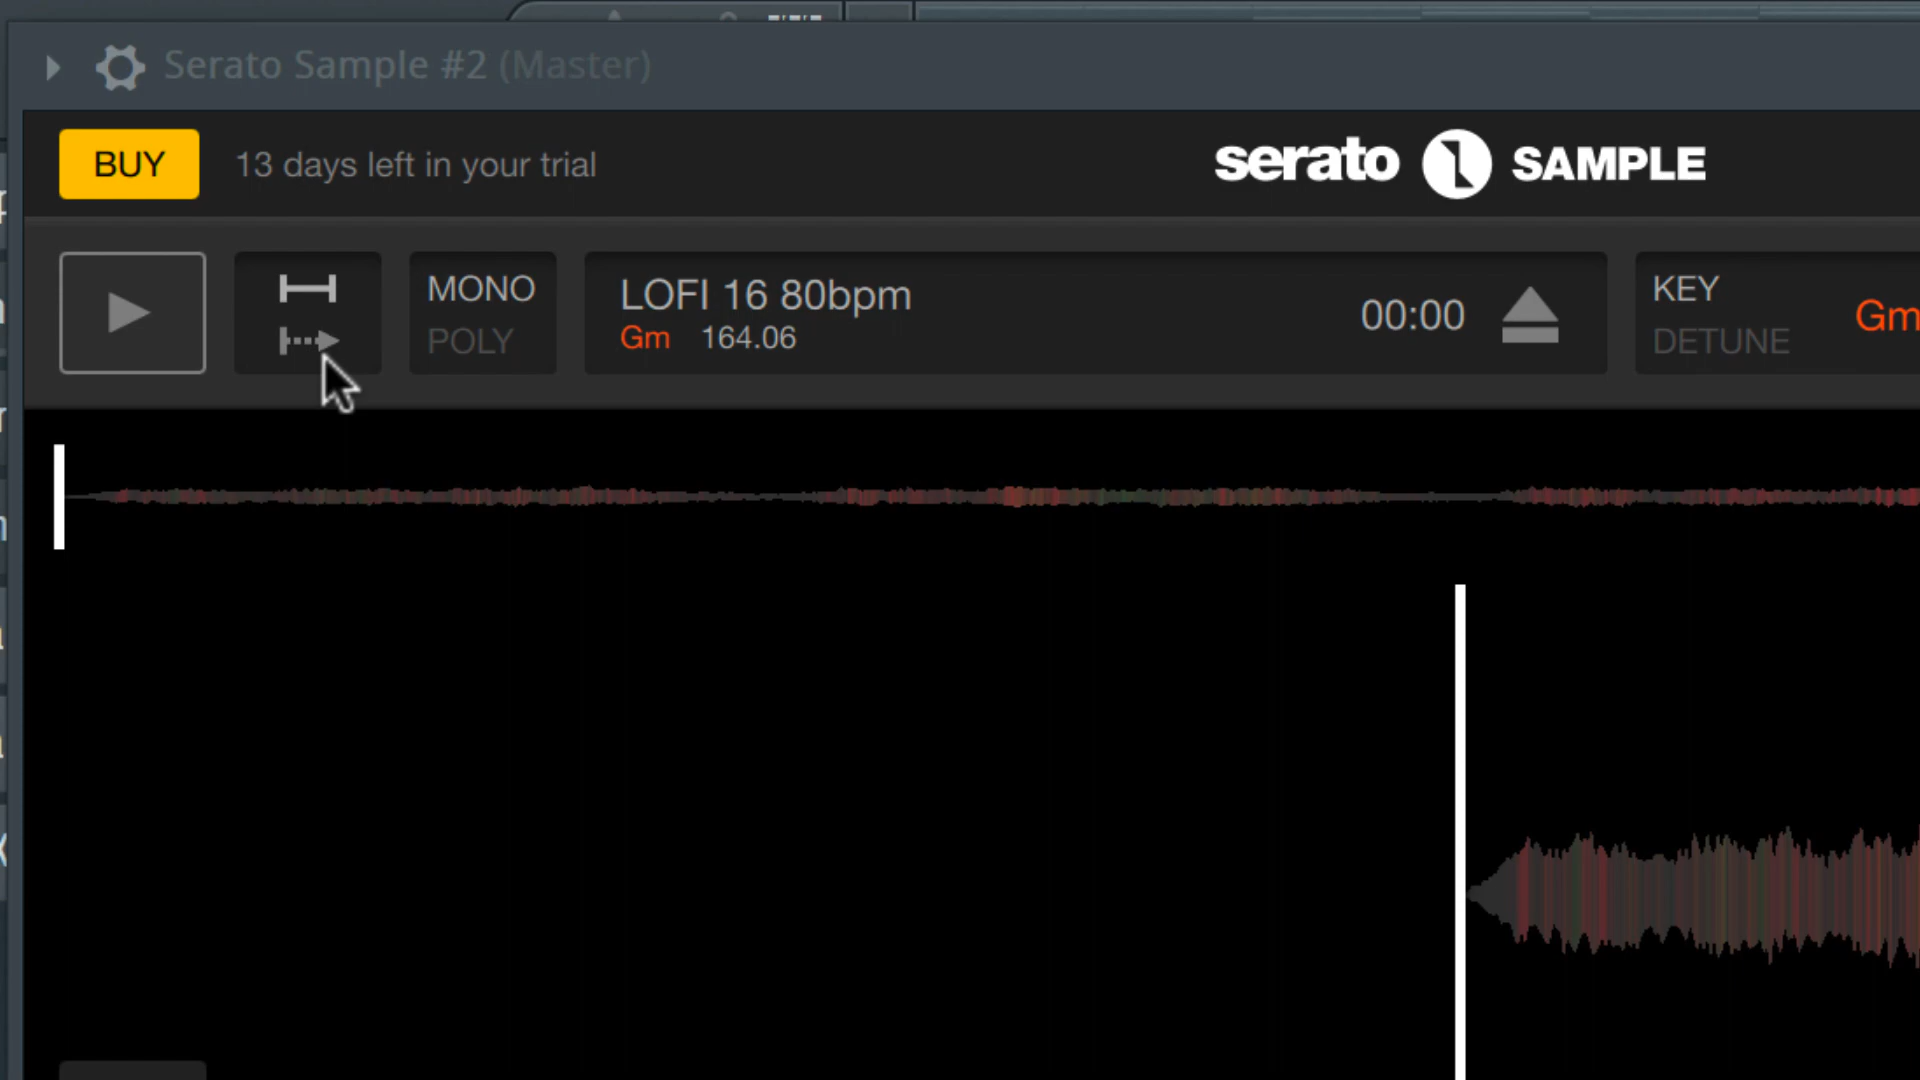 Serato Sample #2 (Master)
BUY
13 days left in your trial
serato SAMPLE
MONO
POLY
LOFI 16 80bpm
Gm 164.06
00:00
KEY
DETUNE
Gm